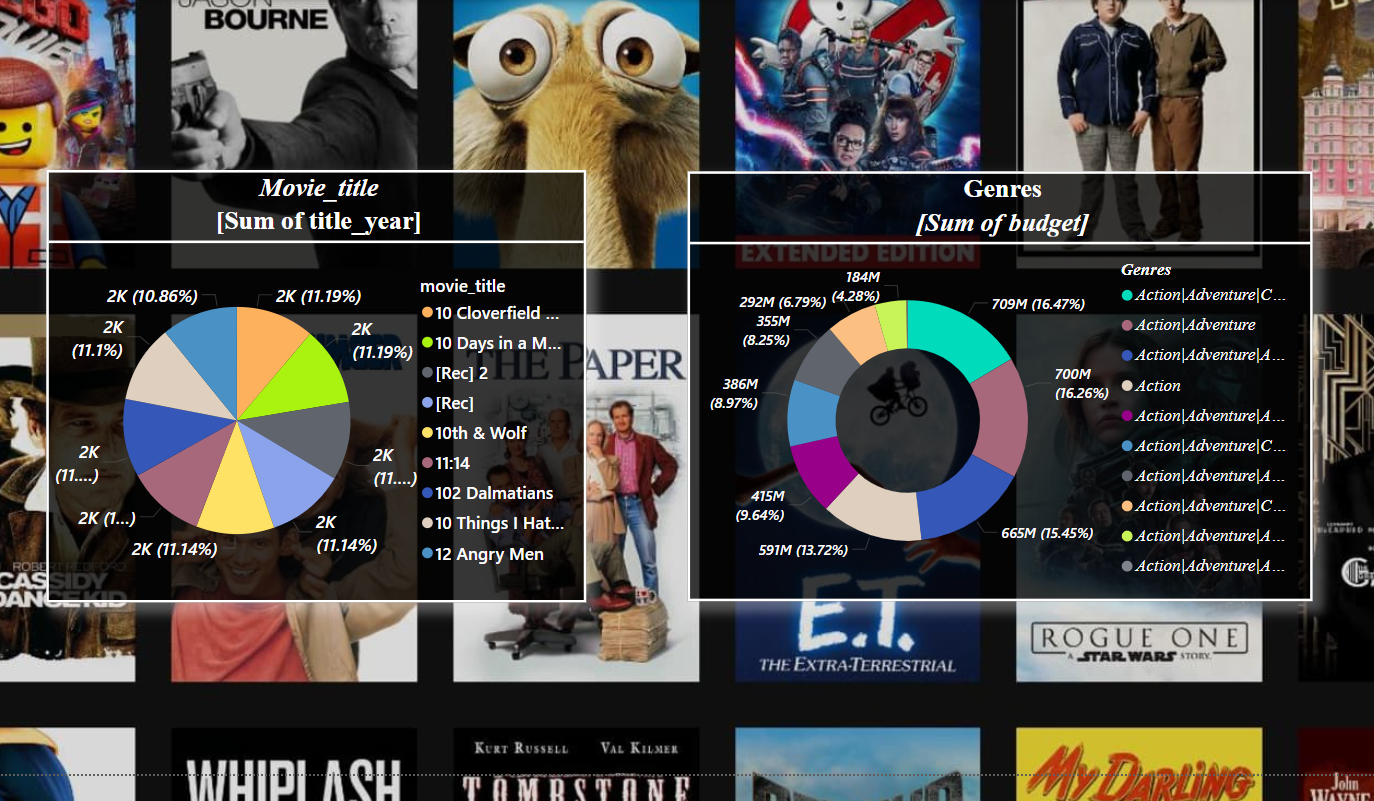 JASON
BOURNE
EXTENDED EDITION
Movie_title
[Sum of title_year]
2K (10.86%)
2K (11.19%)
2K
(11.19%)
2K
(11.1%)
2K
(11....)
2K
(11....)
2K (1...)
2K
(11.14%)
2K (11.14%)
movie_title
10 Cloverfield ...
10 Days in a M...
[Rec] 2
[Rec]
10th & Wolf
11:14
102 Dalmatians
10 Things I Hat...
12 Angry Men
Genres
[Sum of budget]
184M
(4.28%)
292M (6.79%)
355M
(8.25%)
386M
(8.97%)
415M
(9.64%)
591M (13.72%)
665M (15.45%)
700M
(16.26%)
709M (16.47%)
Genres
Action|Adventure|C...
Action|Adventure
Action|Adventure|A...
Action
Action|Adventure|A...
Action|Adventure|C...
Action|Adventure|A...
Action|Adventure|C...
Action|Adventure|A...
Action|Adventure|A...
THE PAPER
ROBERT REDFORD
CASSIDY
DANCE KID
E.T.
THE EXTRA-TERRESTRIAL
ROGUE ONE
A STAR WARS STORY
WHIPLASH
KURT RUSSELL VAL KILMER
TOMBSTONE
MY DARLING
John
WAYNE